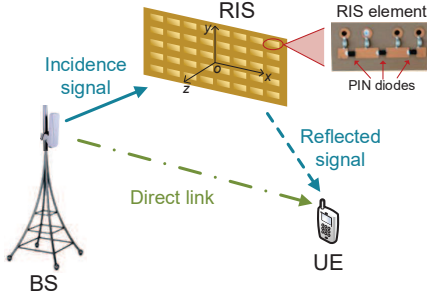 RIS
RIS element
y
o
x
z
PIN diodes
Incidence
signal
Reflected
signal
Direct link
BS
UE